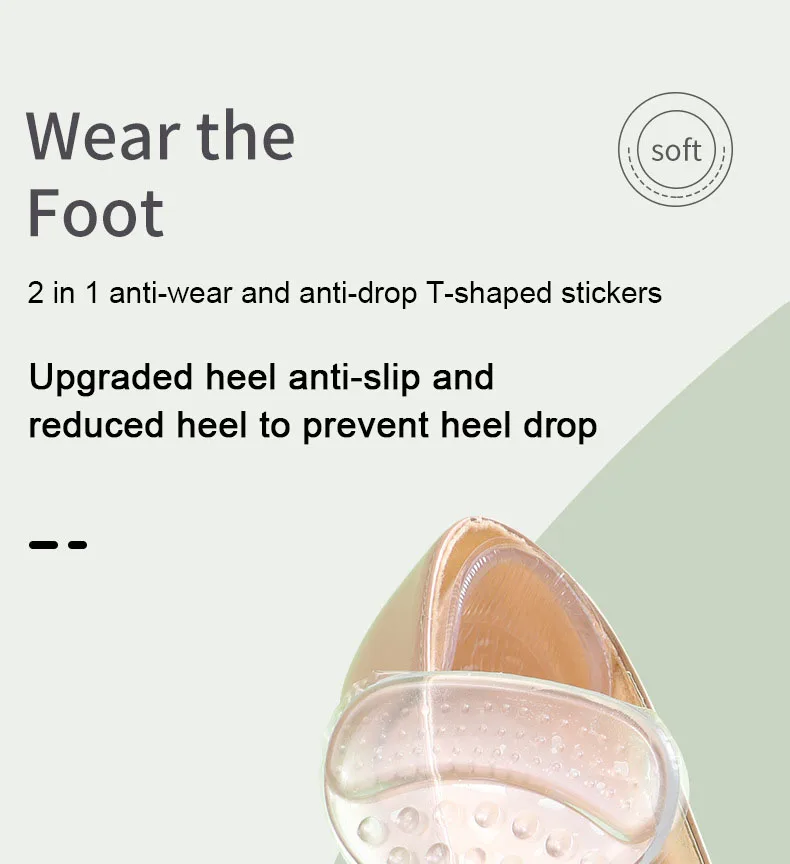 Wear the
Foot
soft
2 in 1 anti-wear and anti-drop T-shaped stickers
Upgraded heel anti-slip and
reduced heel to prevent heel drop